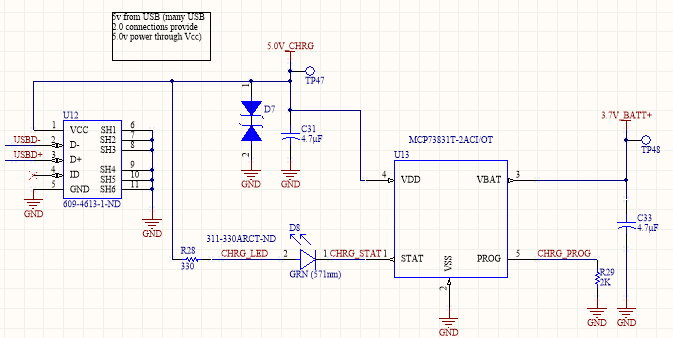 5v from USB (many USB
2.0 connections provide
5.0v power through Vcc)
5.0V_CHRG
TP47
U12
1 VCC SH1 6
SH2 7
USBD- 2 D- SH3 8
USBD+ 3 D+
4 ID SH4 9
SH5 10
5 GND SH6 11
GND
609-4613-1-ND
GND
1
D7
2
GND
C31
4.7µF
GND
MCP73831T-2ACI/OT
U13
4 VDD VBAT 3
STAT VSS PROG
2
GND
3.7V_BATT+
TP48
C33
4.7µF
GND
311-330ARCT-ND
D8
R28
330
CHRG_LED 2 1 CHRG_STAT 1
GRN (571nm)
5 CHRG_PROG
R29
2K
GND